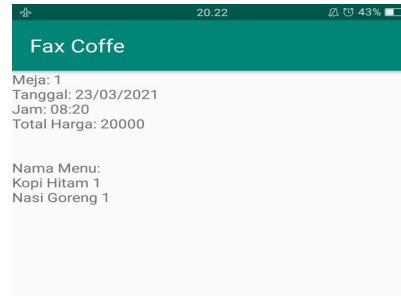 20.22
43%
Fax Coffe
Meja: 1
Tanggal: 23/03/2021
Jam: 08:20
Total Harga: 20000
Nama Menu:
Kopi Hitam 1
Nasi Goreng 1